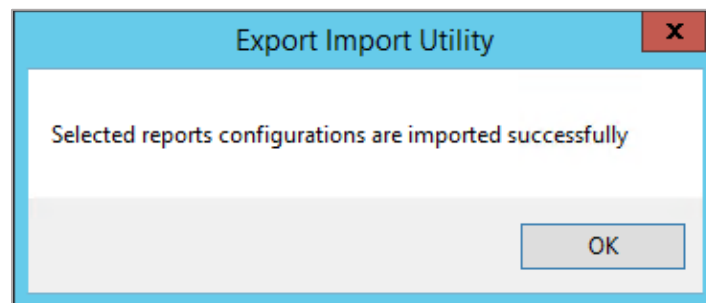 Export Import Utility
x
Selected reports configurations are imported successfully
OK